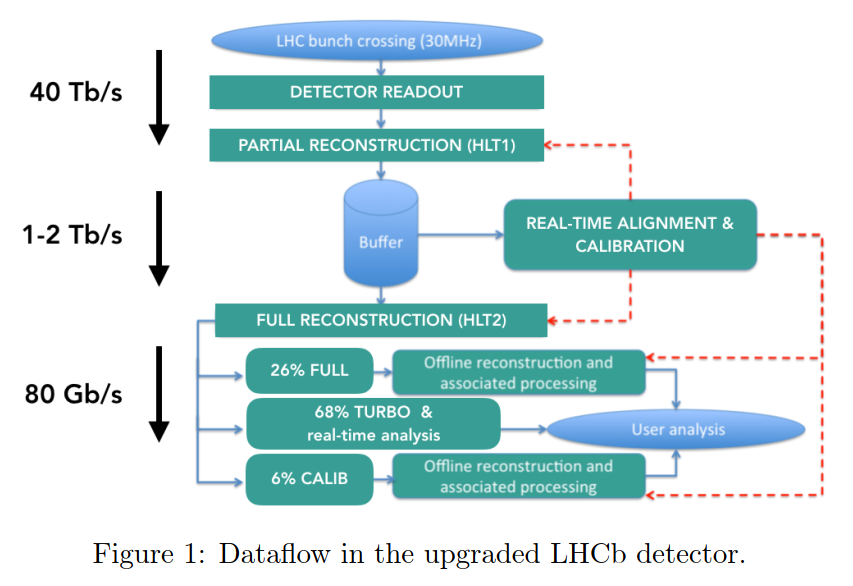 LHC bunch crossing (30MHz)
40 Tb/s
DETECTOR READOUT
PARTIAL RECONSTRUCTION (HLT1)
1-2 Tb/s
Buffer
REAL-TIME ALIGNMENT &
CALIBRATION
FULL RECONSTRUCTION (HLT2)
80 Gb/s
26% FULL
Offline reconstruction and
associated processing
68% TURBO &
real-time analysis
User analysis
6% CALIB
Offline reconstruction and
associated processing
Figure 1: Dataflow in the upgraded LHCb detector.